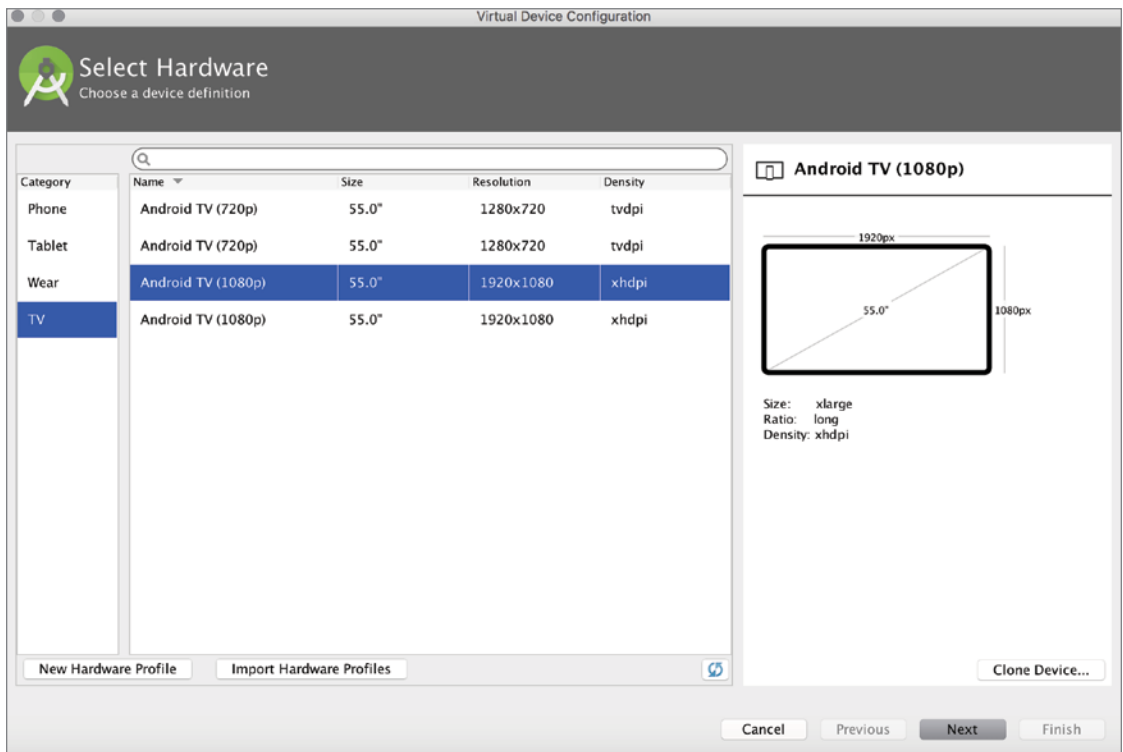 Virtual Device Configuration
Select Hardware
Choose a device definition
Category
Phone
Tablet
Wear
TV
Name Size Resolution Density
Android TV (720p) 55.0" 1280x720 tvdpi
Android TV (720p) 55.0" 1280x720 tvdpi
Android TV (1080p) 55.0" 1920x1080 xhdpi
Android TV (1080p) 55.0" 1920x1080 xhdpi
New Hardware Profile Import Hardware Profiles
Android TV (1080p)
1920px
55.0"
1080px
Size: xlarge
Ratio: long
Density: xhdpi
Clone Device...
Cancel Previous Next Finish